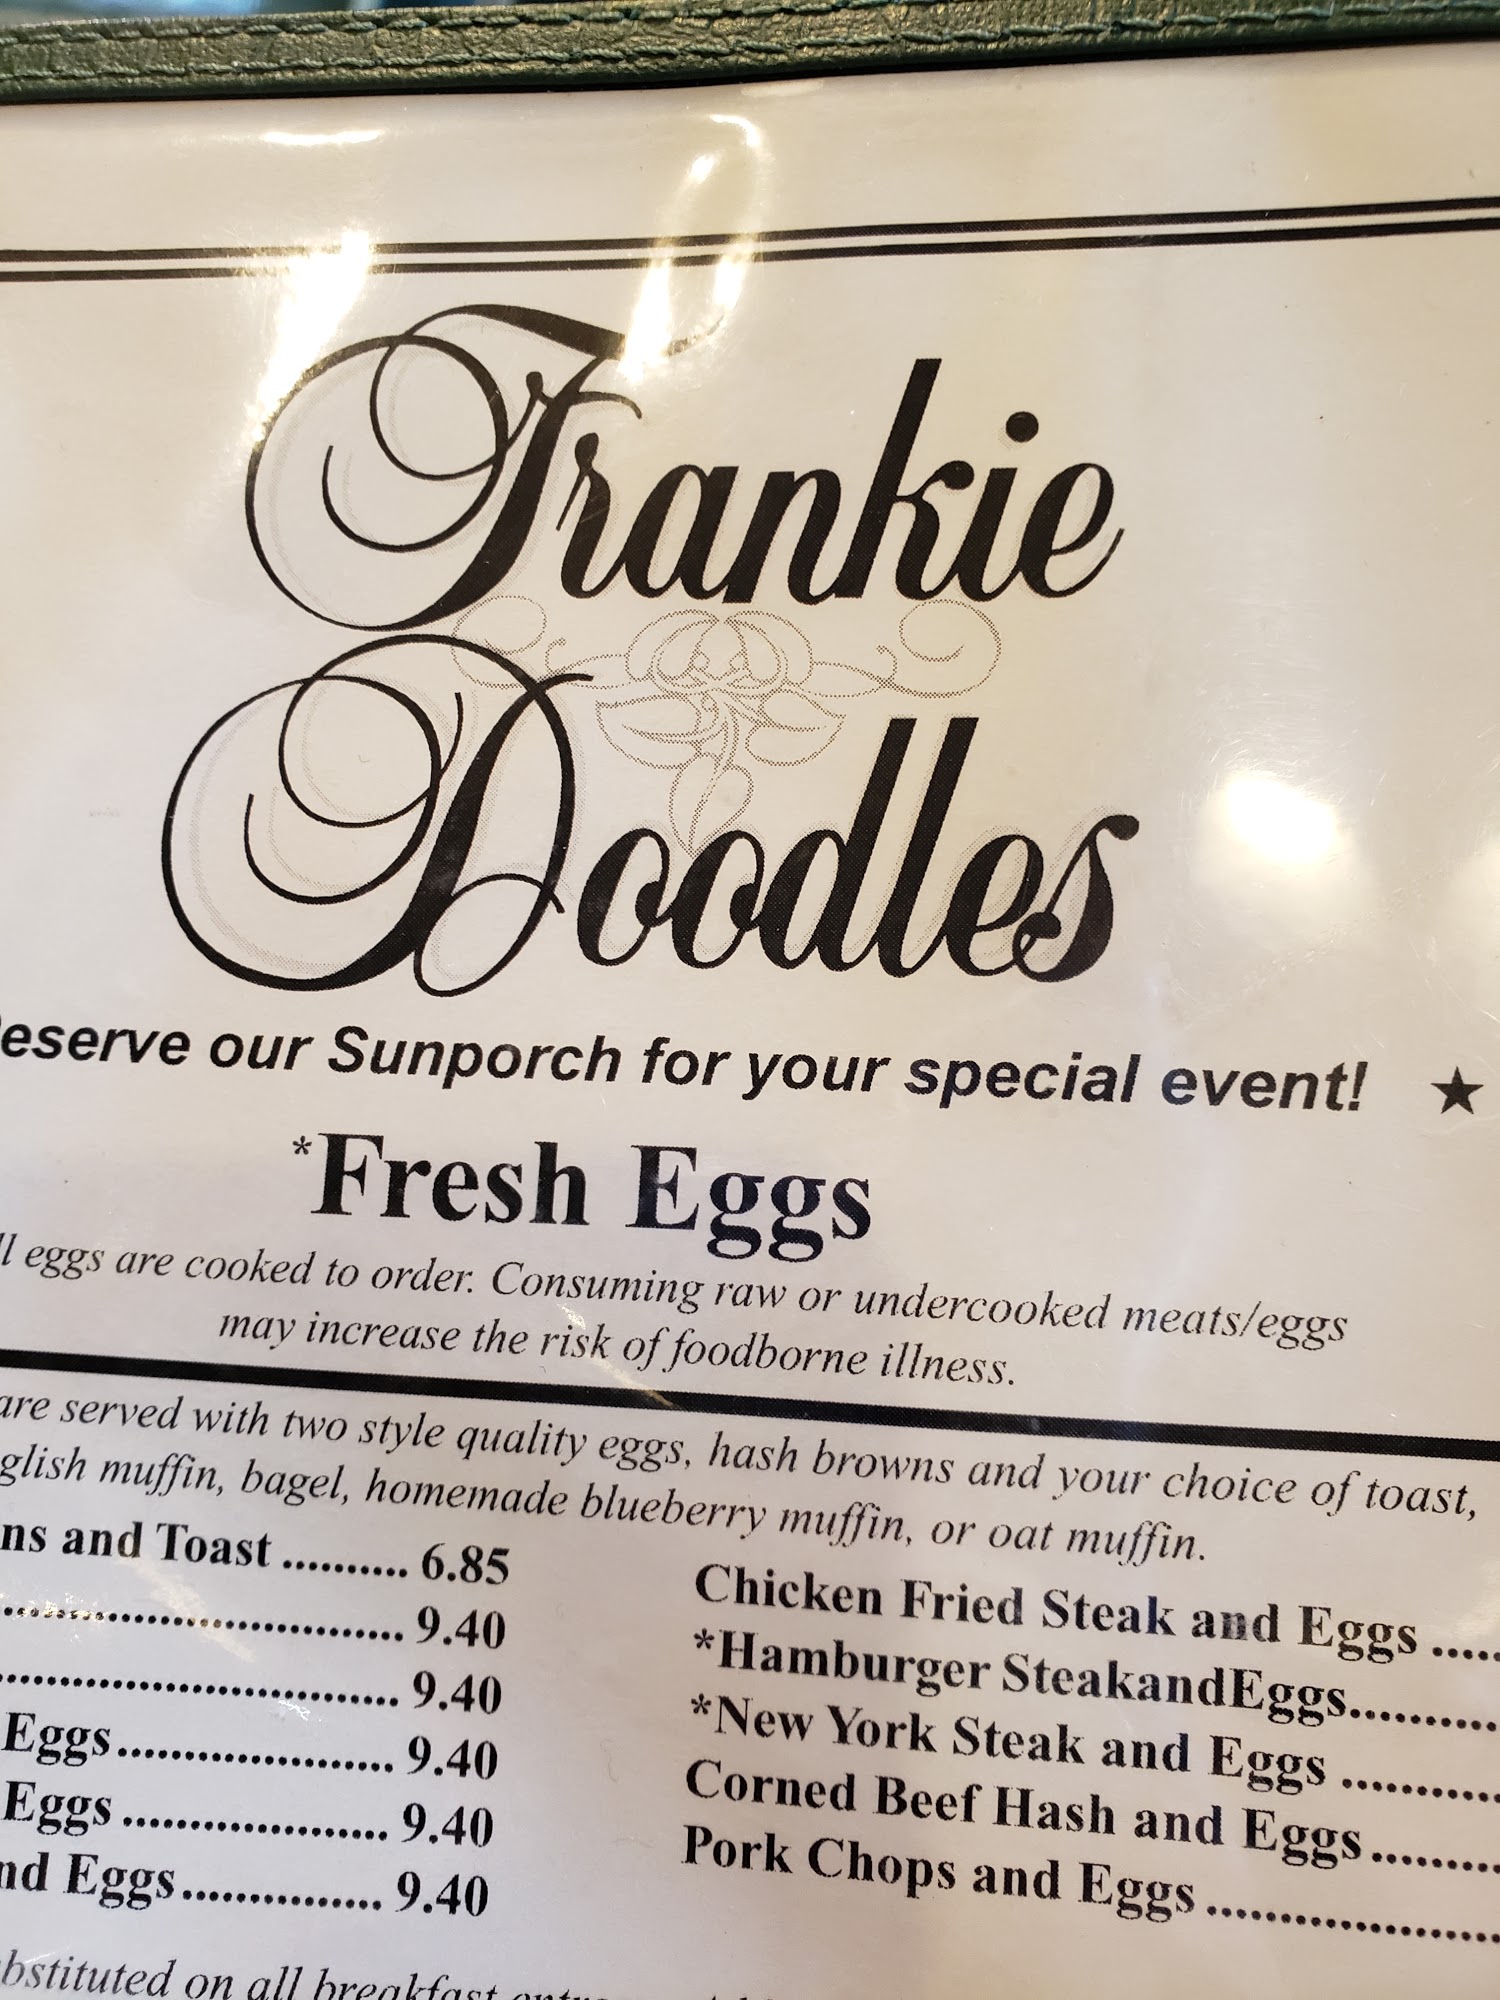 Frankie
Doodles
eserve our Sunporch for your special event! ★
*Fresh Eggs
ll eggs are cooked to order. Consuming raw or undercooked meats/eggs
may increase the risk of foodborne illness.
are served with two style quality eggs, hash browns and your choice of toast,
glish muffin, bagel, homemade blueberry muffin, or oat muffin.
ns and Toast .......... 6.85
................................ 9.40
................................ 9.40
Eggs..................... 9.40
Eggs .................... 9.40
nd Eggs............... 9.40
Chicken Fried Steak and Eggs .....
*Hamburger SteakandEggs...........
*New York Steak and Eggs ............
Corned Beef Hash and Eggs..........
Pork Chops and Eggs ......................
bstituted on all breakfast